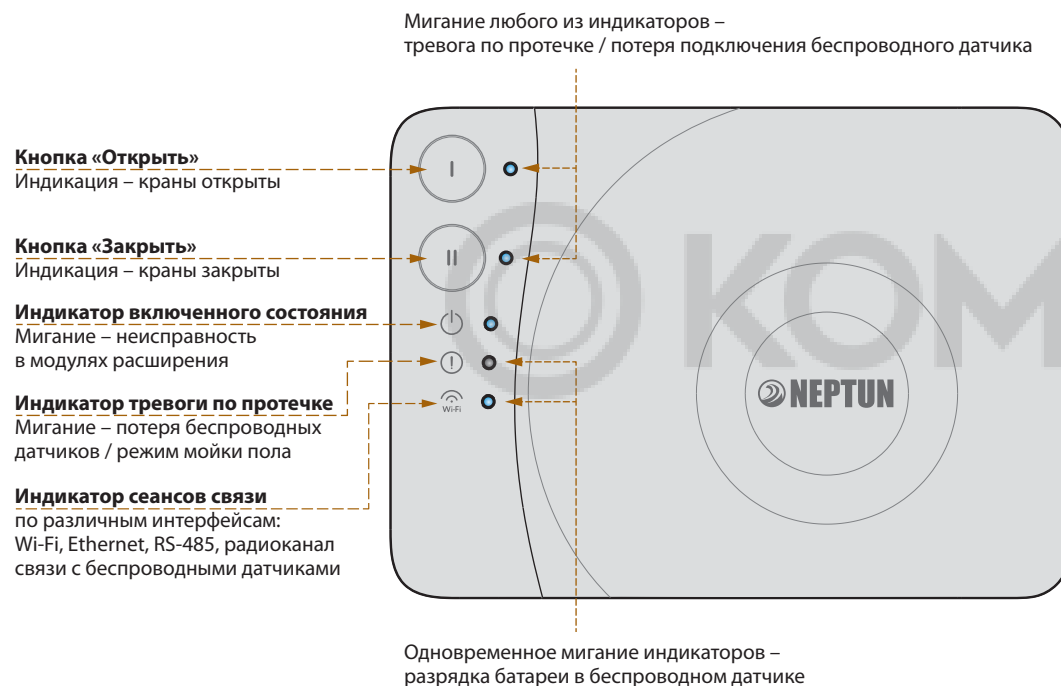 Мигание любого из индикаторов –
тревога по протечке / потеря подключения беспроводного датчика
Кнопка «Открыть»
Индикация – краны открыты
Кнопка «Закрыть»
Индикация – краны закрыты
Индикатор включенного состояния
Мигание – неисправность
в модулях расширения
Индикатор тревоги по протечке
Мигание – потеря беспроводных
датчиков / режим мойки пола
Индикатор сеансов связи
по различным интерфейсам:
Wi-Fi, Ethernet, RS-485, радиоканал
связи с беспроводными датчиками
I
II
Wi-Fi
КОМ
NEPTUN
Одновременное мигание индикаторов –
разрядка батареи в беспроводном датчике